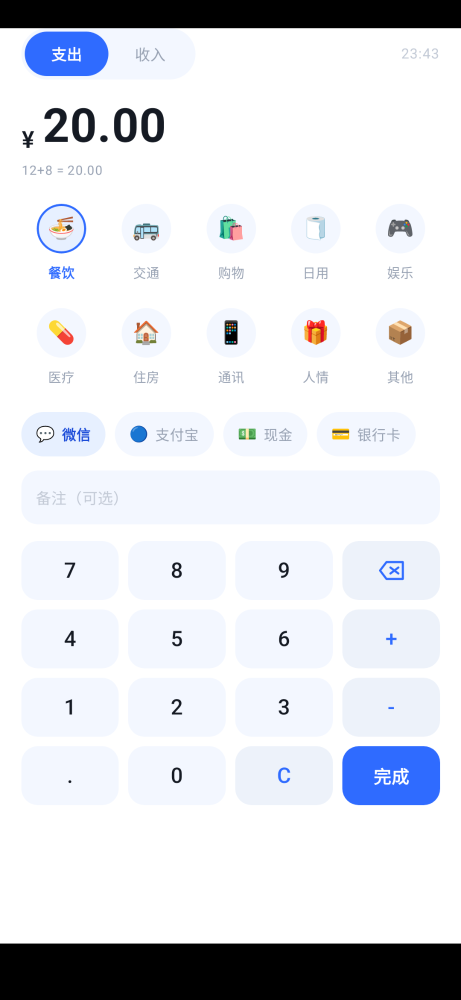 支出 收入 23:43
¥ 20.00
12+8 = 20.00
餐饮 交通 购物 日用 娱乐
医疗 住房 通讯 人情 其他
微信 支付宝 现金 银行卡
备注（可选）
7 8 9
4 5 6 +
1 2 3 -
. 0 C 完成